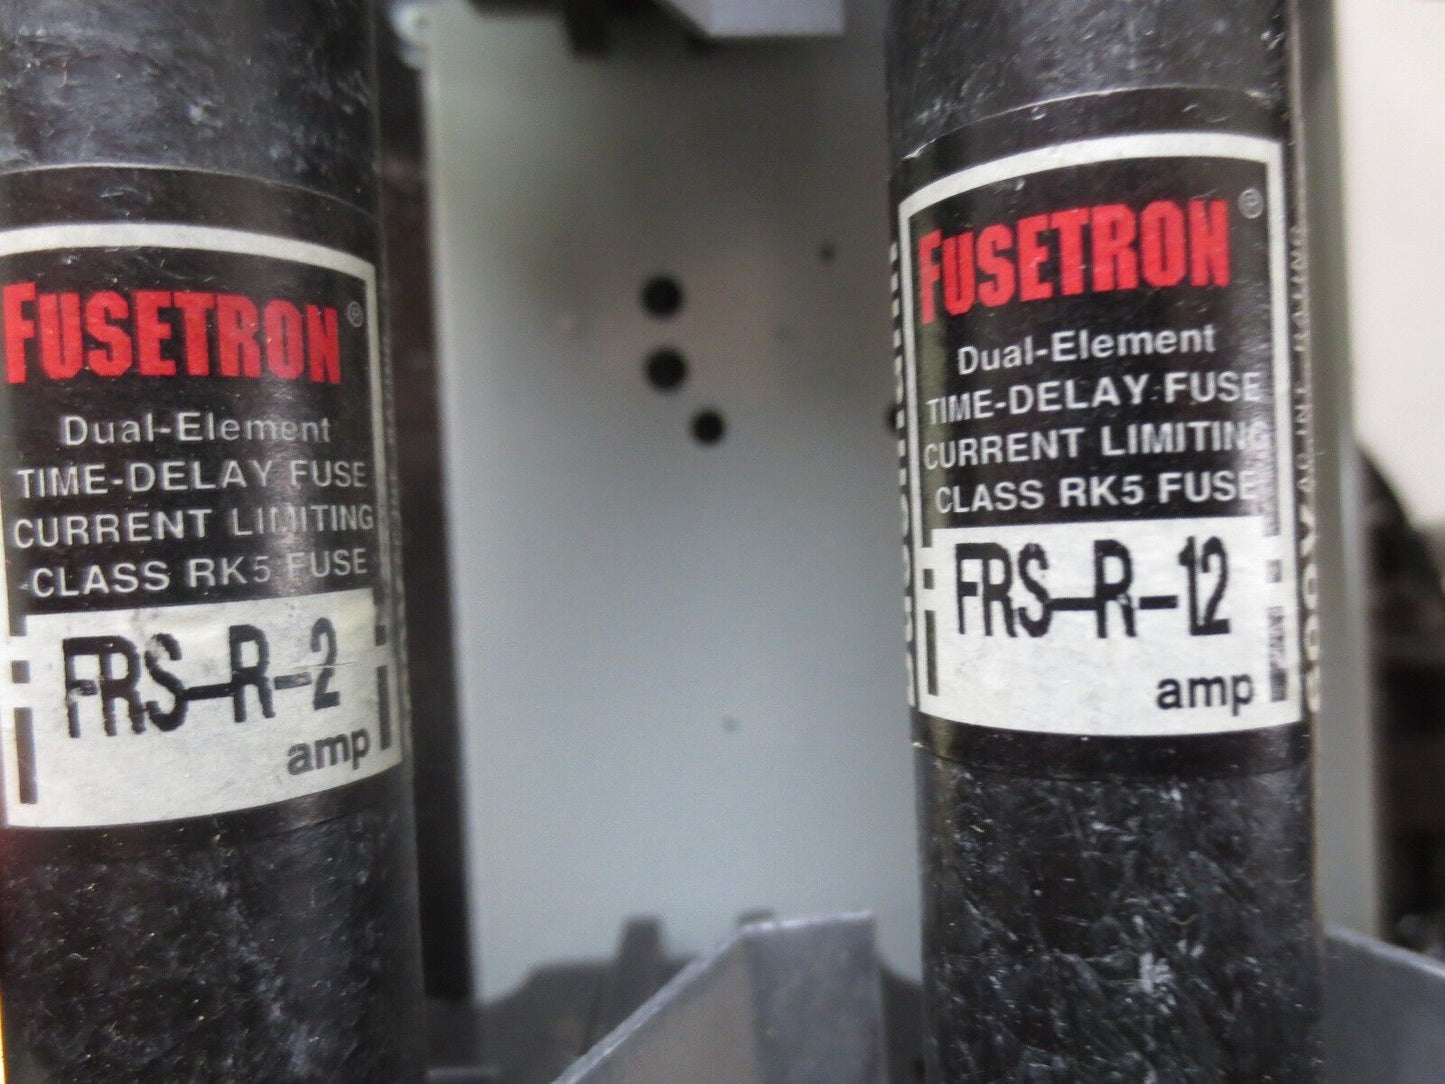 FUSETRON®
Dual-Element
TIME-DELAY FUSE
CURRENT LIMITING
CLASS RK5 FUSE
FRS-R-2
amp
FUSETRON®
Dual-Element
TIME-DELAY FUSE
CURRENT LIMITING
CLASS RK5 FUSE
FRS-R-12
amp